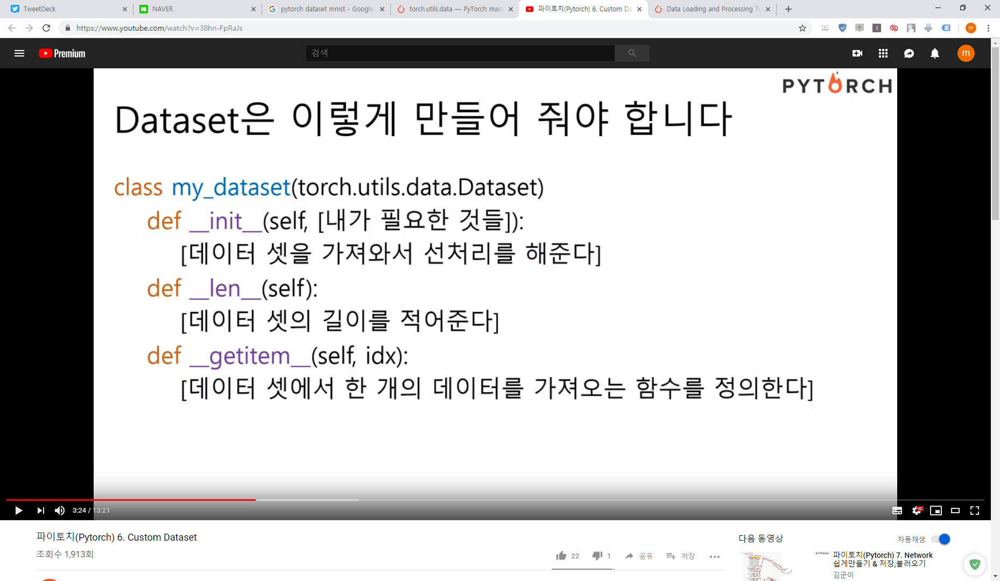 TweetDeck
NAVER
pytorch dataset mnist - Google
torch.utils.data — PyTorch mast
파이토치(Pytorch) 6. Custom Da
Data Loading and Processing Tu
https://www.youtube.com/watch?v=38hn-FpRaJs
m
Premium
검색
m
PYTORCH
Dataset은 이렇게 만들어 줘야 합니다
class my_dataset(torch.utils.data.Dataset)
def __init__(self, [내가 필요한 것들]):
[데이터 셋을 가져와서 선처리를 해준다]
def __len__(self):
[데이터 셋의 길이를 적어준다]
def __getitem__(self, idx):
[데이터 셋에서 한 개의 데이터를 가져오는 함수를 정의한다]
3:24 / 13:21
HD
파이토치(Pytorch) 6. Custom Dataset
조회수 1,913회
22
1
공유
저장
다음 동영상
자동재생
PYTORCH
파이토치(Pytorch) 7. Network
쉽게만들기 & 저장,불러오기
김군이